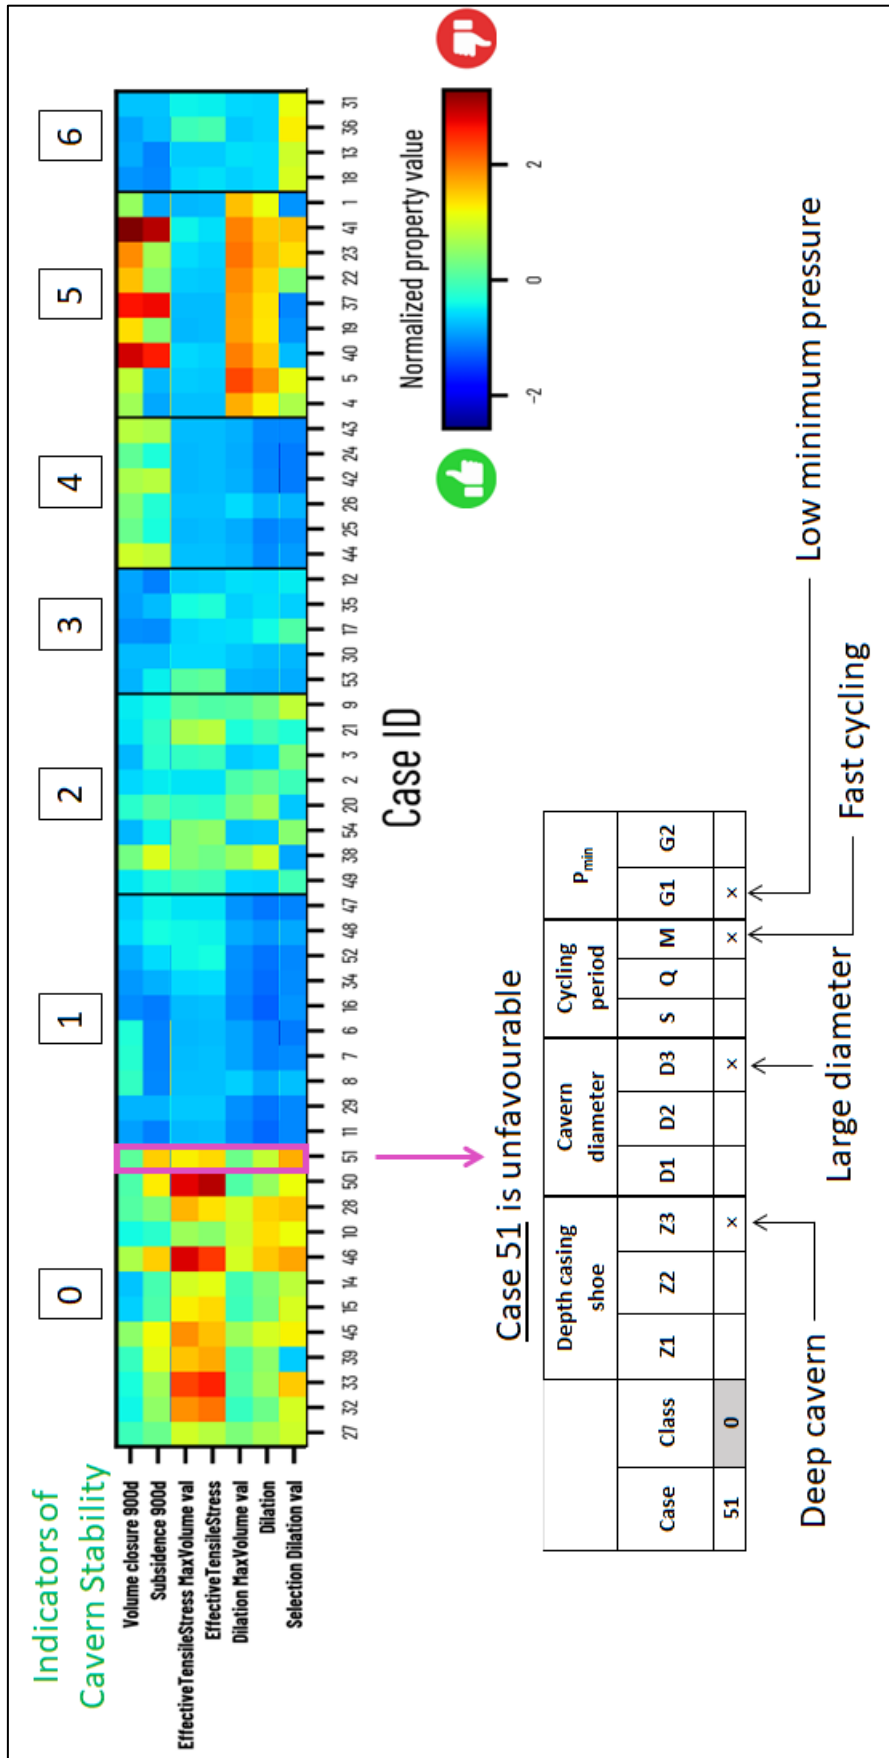 Indicators of
Cavern Stability
0
1
2
3
4
5
6
Volume closure 900d
Subsidence 900d
EffectiveTensileStress MaxVolume val
EffectiveTensileStress
Dilation MaxVolume val
Dilation
Selection Dilation val
27 32 33 39 45 15 14 46 10 28 50 51 11 29 8 7 6 16 34 52 48 47 49 38 54 20 2 3 21 9 53 30 17 35 12 44 25 26 42 24 43 4 5 40 19 37 22 23 41 1 18 13 36 31
Case ID
Normalized property value
−2 0 2
Case 51 is unfavourable
Depth casing shoe
Cavern diameter
Cycling period
Pmin
Case Class Z1 Z2 Z3 D1 D2 D3 S Q M G1 G2
51 0 × × × ×
Deep cavern
Large diameter
Fast cycling
Low minimum pressure